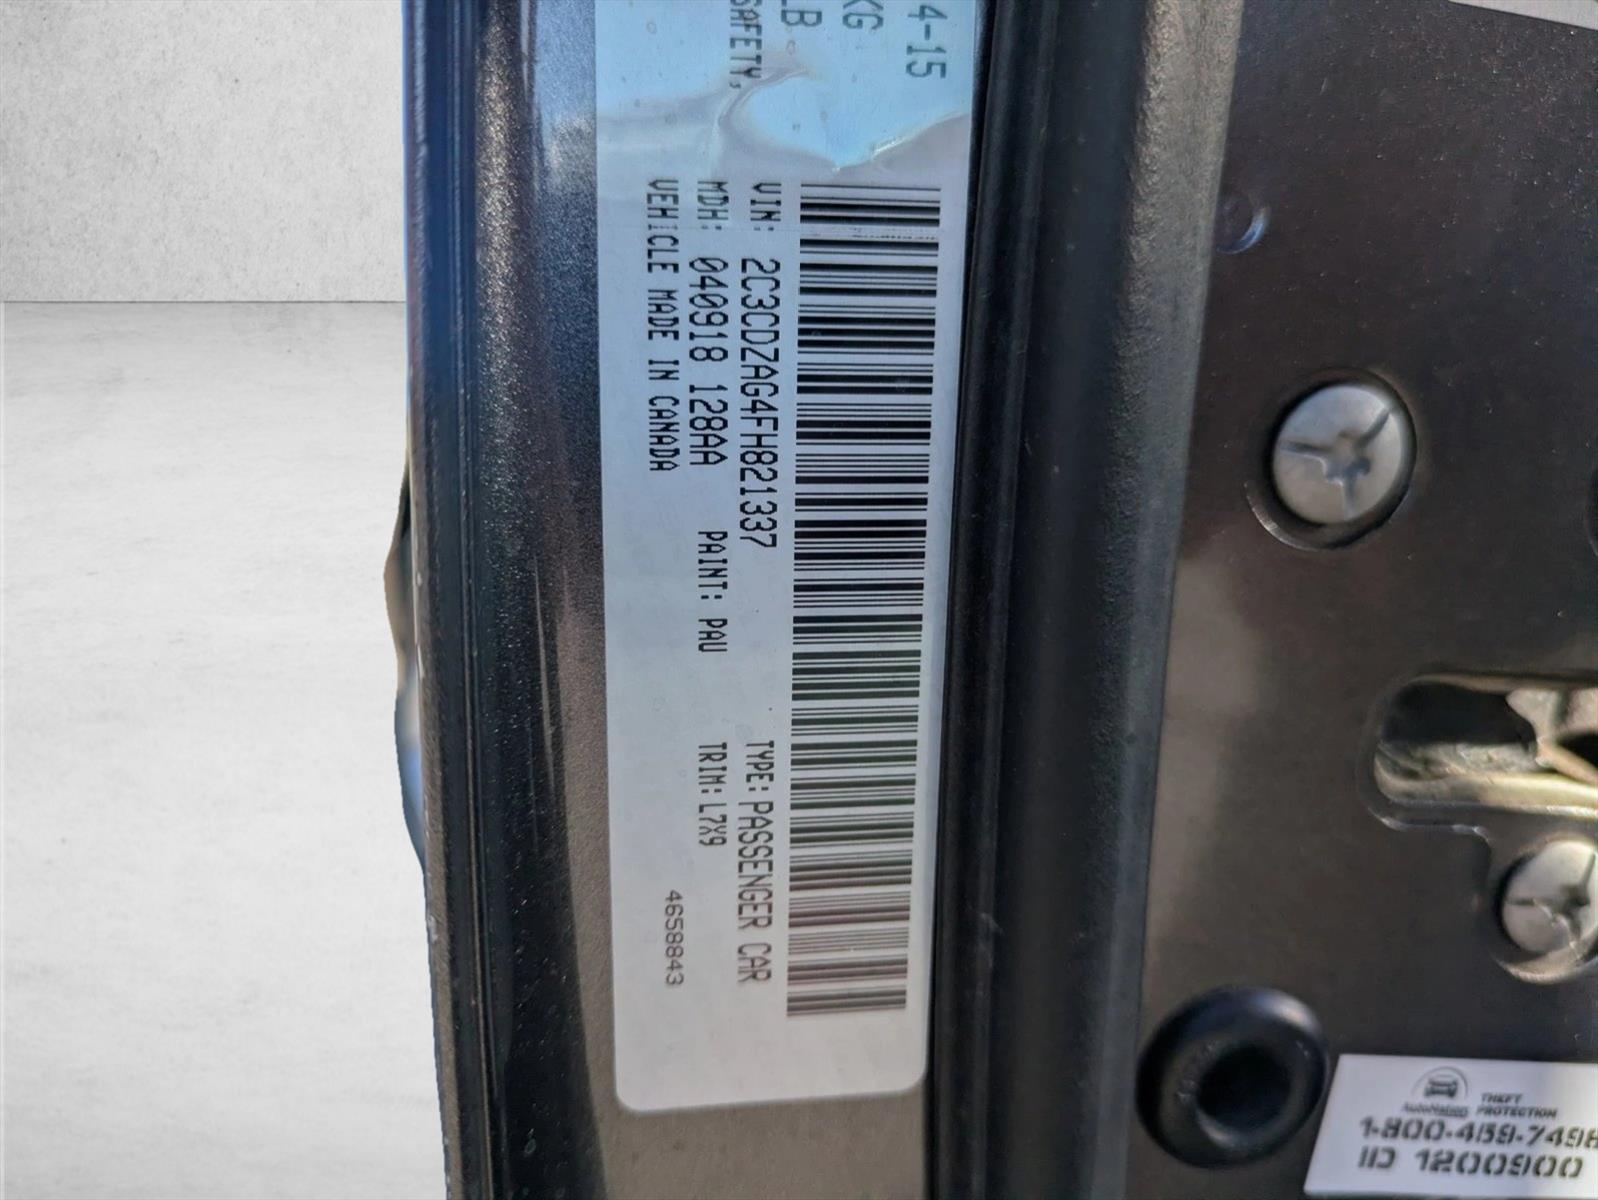 4-15
KG
LB
SAFETY,
VIN: 2C3CDZAG4FH821337 TYPE: PASSENGER CAR
MDH: 040918 128AA PAINT: PAU TRIM: L7X9
VEHICLE MADE IN CANADA
4658843
AutoNation THEFT PROTECTION
1-800-459-7498
ID 1200900